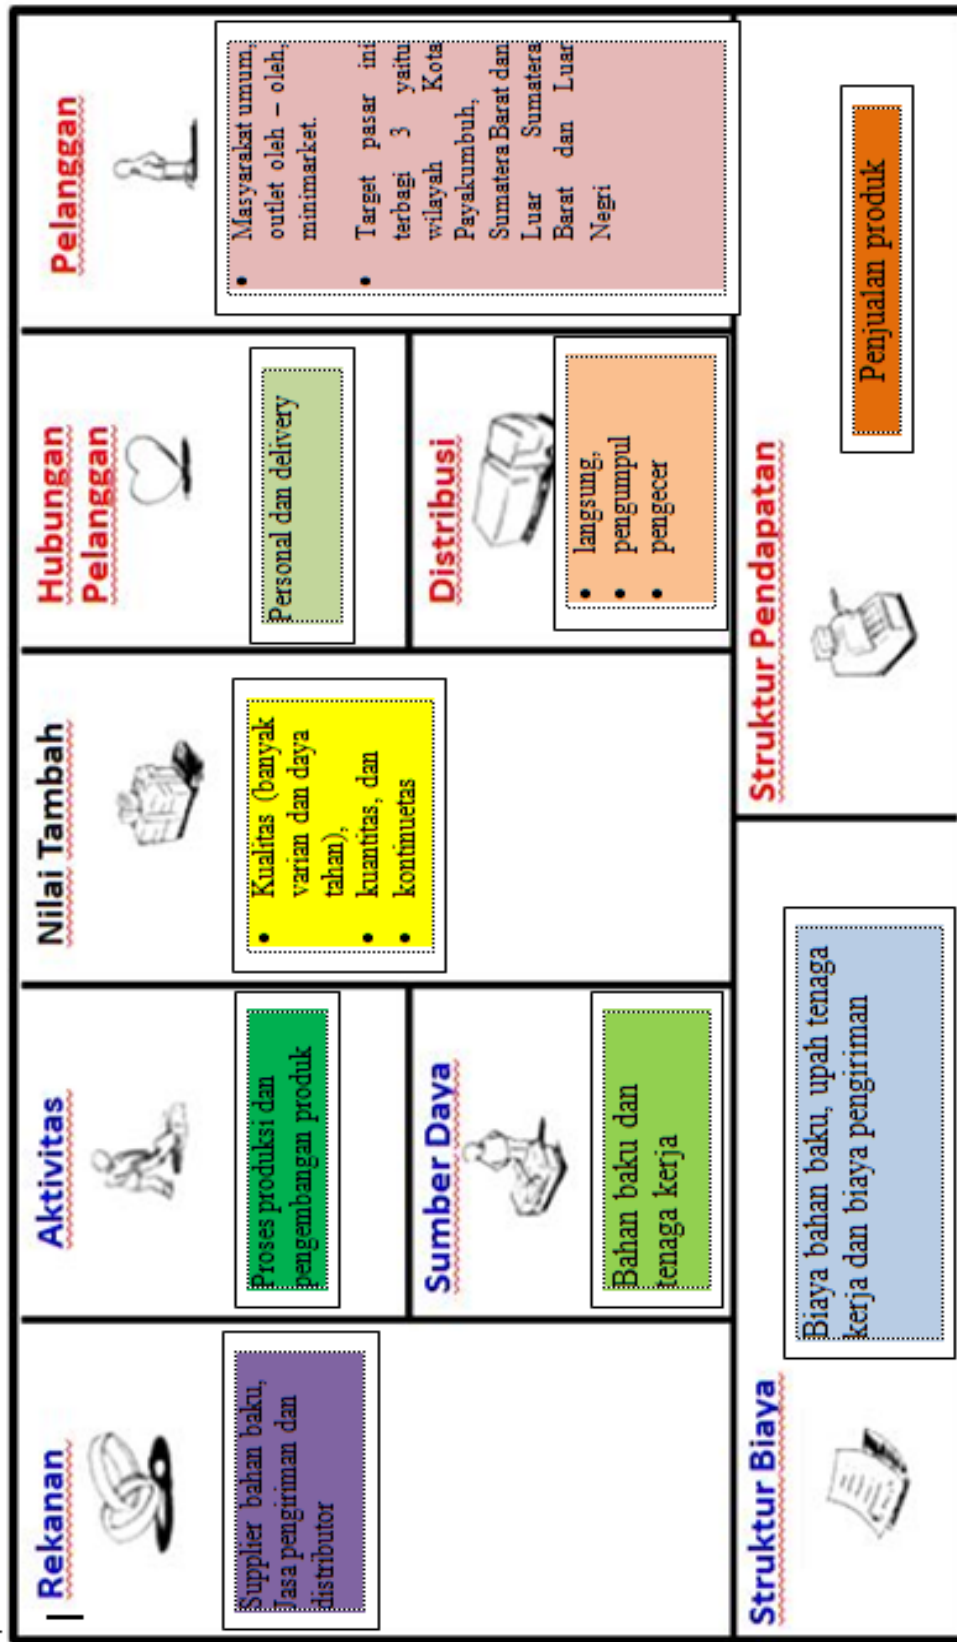 Rekanan
Supplier bahan baku,
Jasa pengiriman dan
distributor
Aktivitas
Proses produksi dan
pengembangan produk
Sumber Daya
Bahan baku dan
tenaga kerja
Nilai Tambah
• Kualitas (banyak
varian dan daya
tahan),
• kuantitas, dan
• kontinuetas
Hubungan
Pelanggan
Personal dan delivery
Distribusi
• langsung,
• pengumpul
• pengecer
Pelanggan
• Masyarakat umum,
outlet oleh – oleh,
minimarket.
• Target pasar ini
terbagi 3 yaitu
wilayah Kota
Payakumbuh,
Sumatera Barat dan
Luar Sumatera
Barat dan Luar
Negri
Struktur Biaya
Biaya bahan baku, upah tenaga
kerja dan biaya pengiriman
Struktur Pendapatan
Penjualan produk